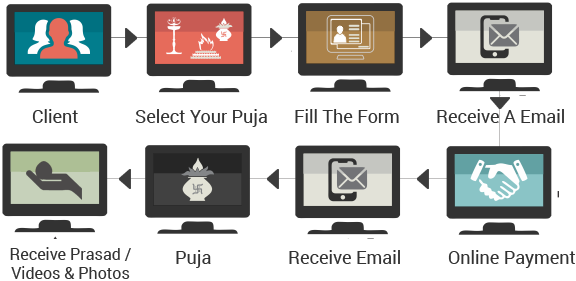 Client
Select Your Puja
Fill The Form
Receive A Email
Receive Prasad /
Videos & Photos
Puja
Receive Email
Online Payment